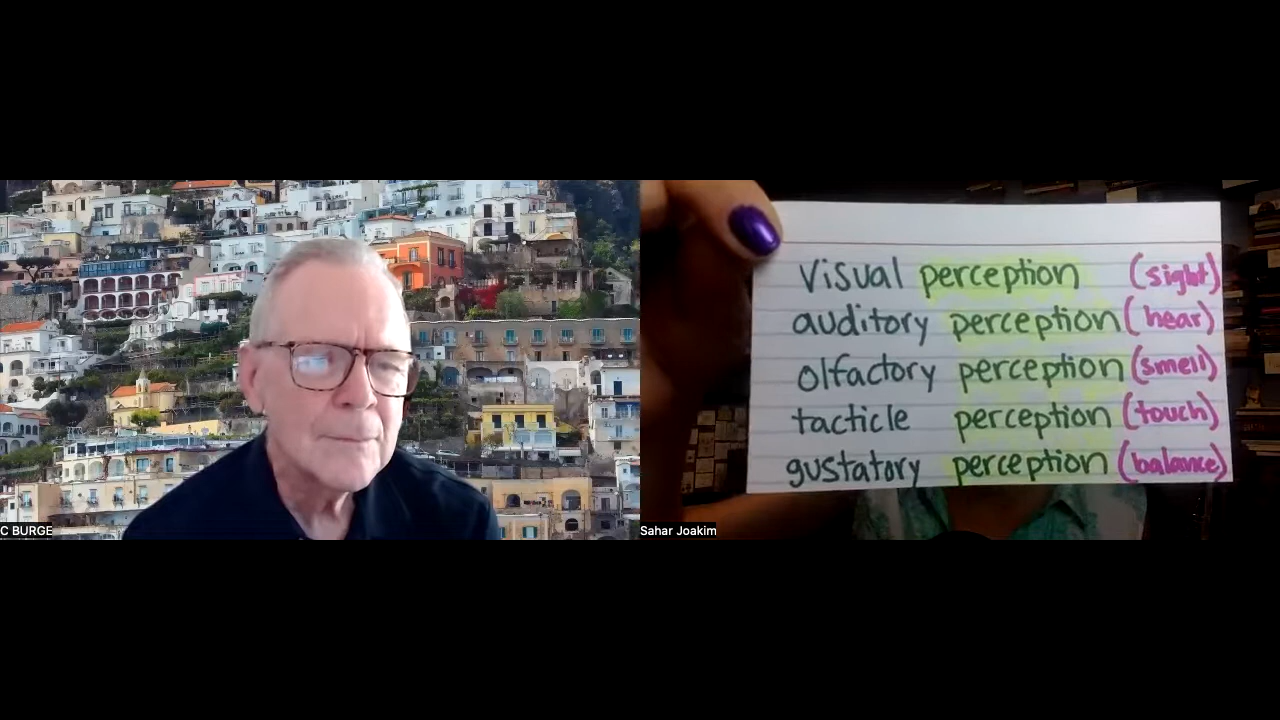 Visual perception (sight)
auditory perception (hear)
olfactory perception (smell)
tacticle perception (touch)
gustatory perception (balance)
C BURGE
Sahar Joakim